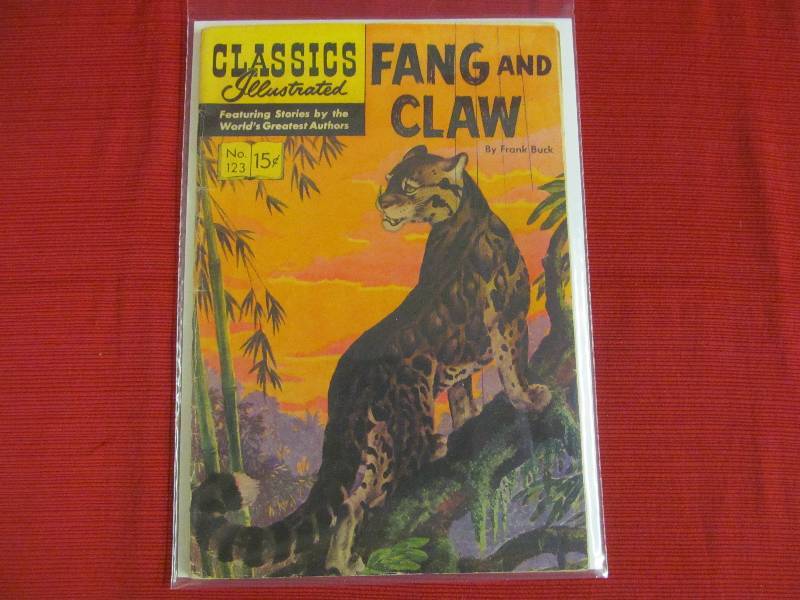 CLASSICS
Illustrated
Featuring Stories by the
World's Greatest Authors
No.
123
15¢
FANG AND
CLAW
By Frank Buck